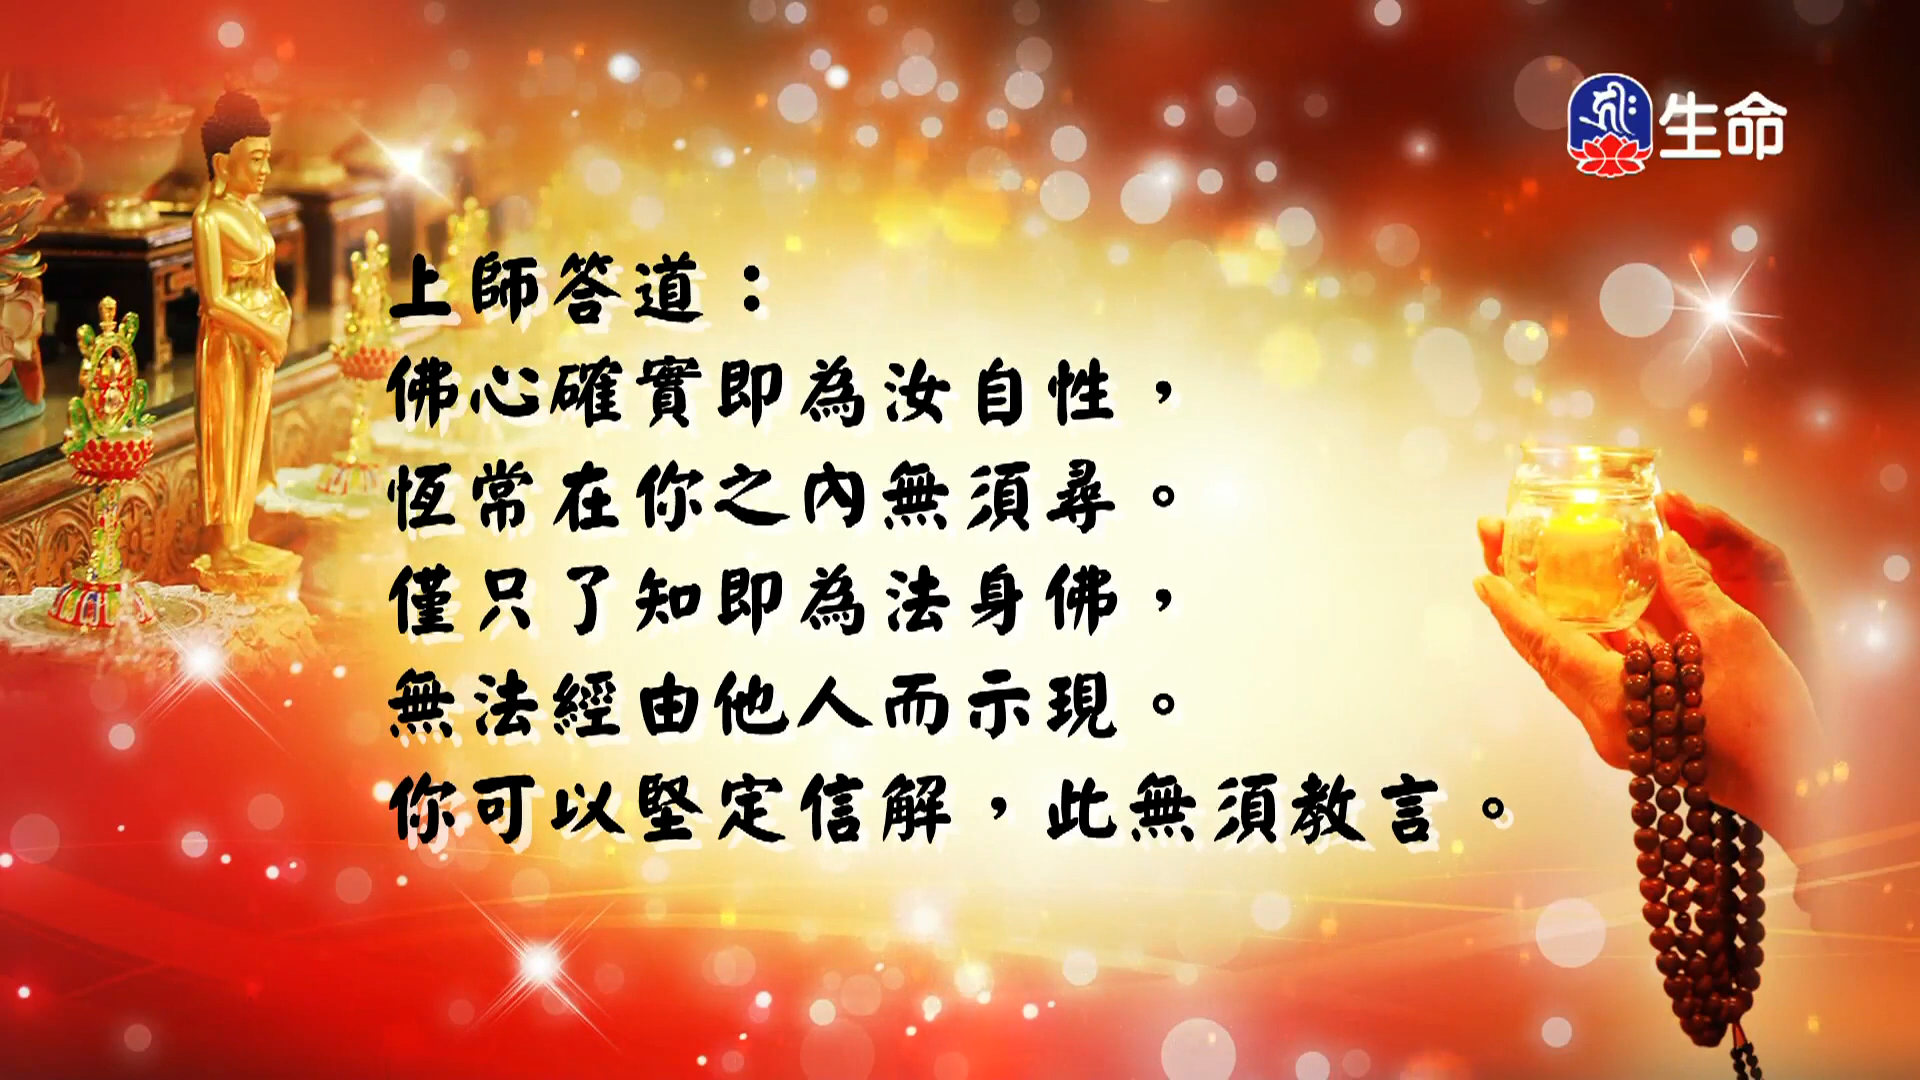 生命
上師答道：
佛心確實即為汝自性，
恆常在你之內無須尋。
僅只了知即為法身佛，
無法經由他人而示現。
你可以堅定信解，此無須教言。